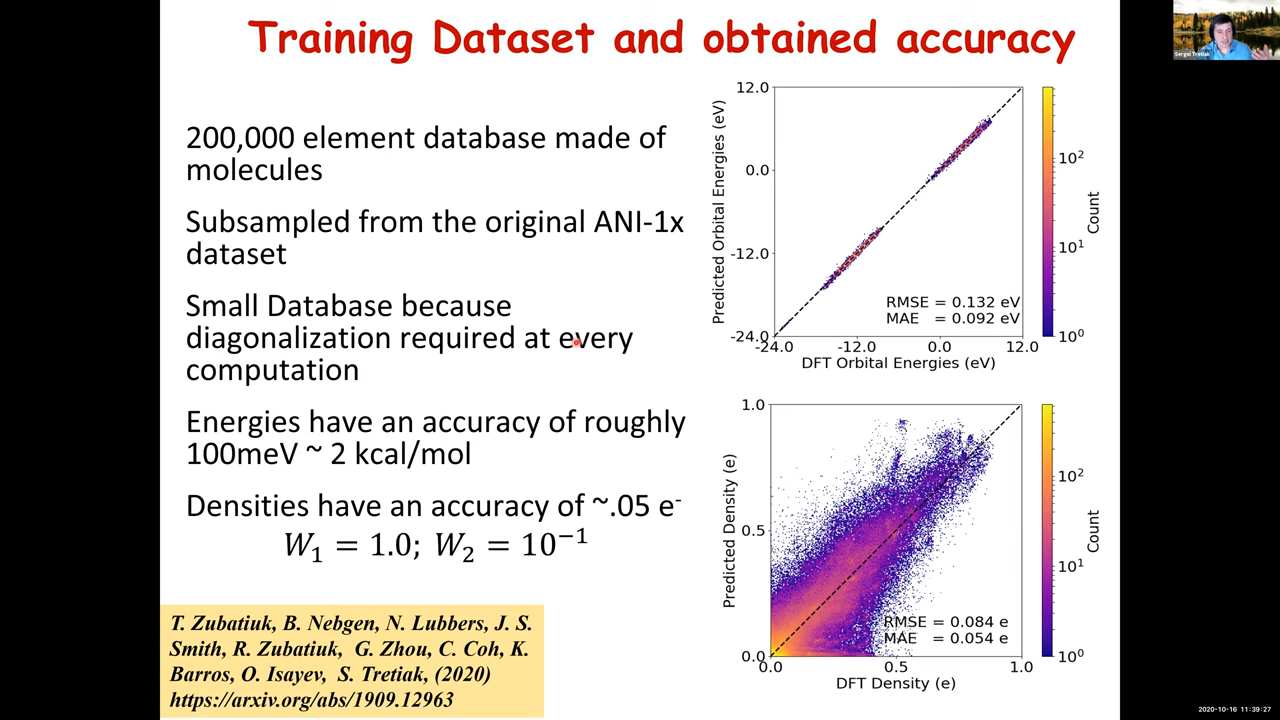 Training Dataset and obtained accuracy
Sergei Tretiak
200,000 element database made of
molecules
Subsampled from the original ANI-1x
dataset
Small Database because
diagonalization required at every
computation
Energies have an accuracy of roughly
100meV ~ 2 kcal/mol
Densities have an accuracy of ~.05 e⁻
W₁ = 1.0; W₂ = 10⁻¹
T. Zubatiuk, B. Nebgen, N. Lubbers, J. S.
Smith, R. Zubatiuk, G. Zhou, C. Coh, K.
Barros, O. Isayev, S. Tretiak, (2020)
https://arxiv.org/abs/1909.12963
Predicted Orbital Energies (eV)
12.0
0.0
-12.0
-24.0
RMSE = 0.132 eV
MAE = 0.092 eV
-24.0 -12.0 0.0 12.0
DFT Orbital Energies (eV)
10²
10¹
10⁰
Count
Predicted Density (e)
1.0
0.5
0.0
RMSE = 0.084 e
MAE = 0.054 e
0.0 0.5 1.0
DFT Density (e)
10²
10¹
10⁰
Count
2020-10-16 11:39:27